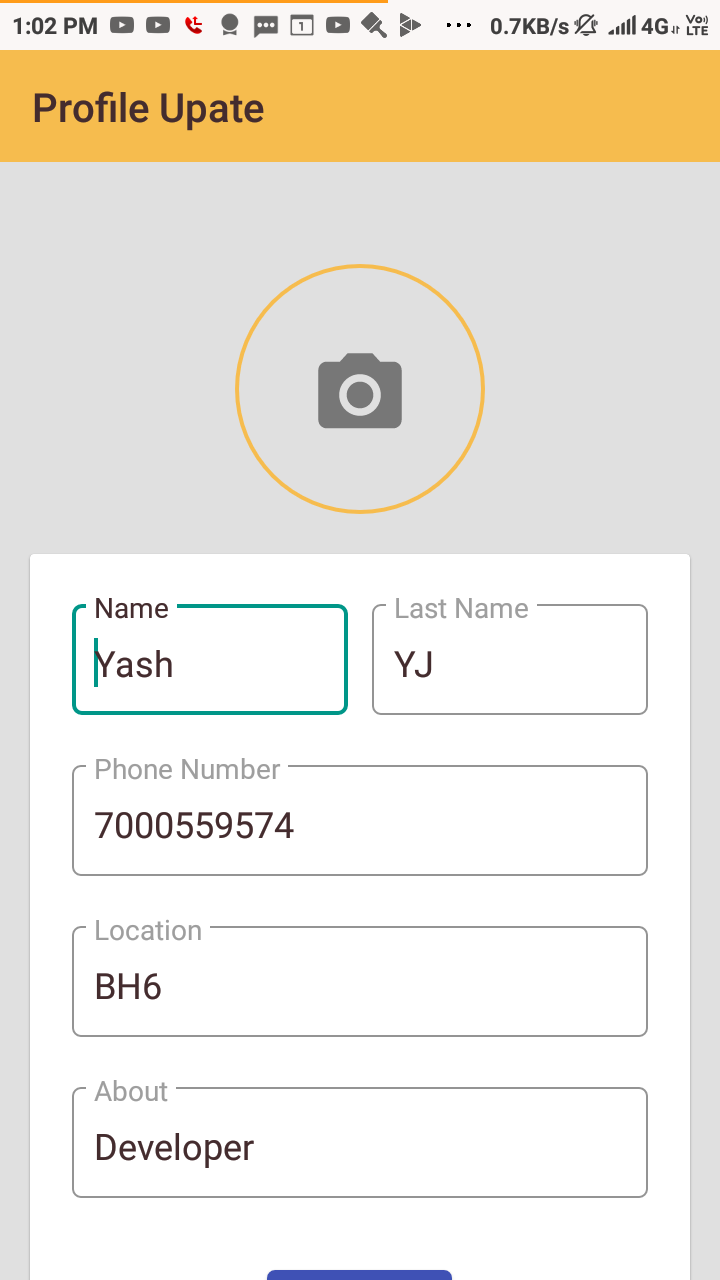 1:02 PM 1 ... 0.7KB/s 4G Vo) LTE
Profile Upate
Name
Last Name
Yash
YJ
Phone Number
7000559574
Location
BH6
About
Developer